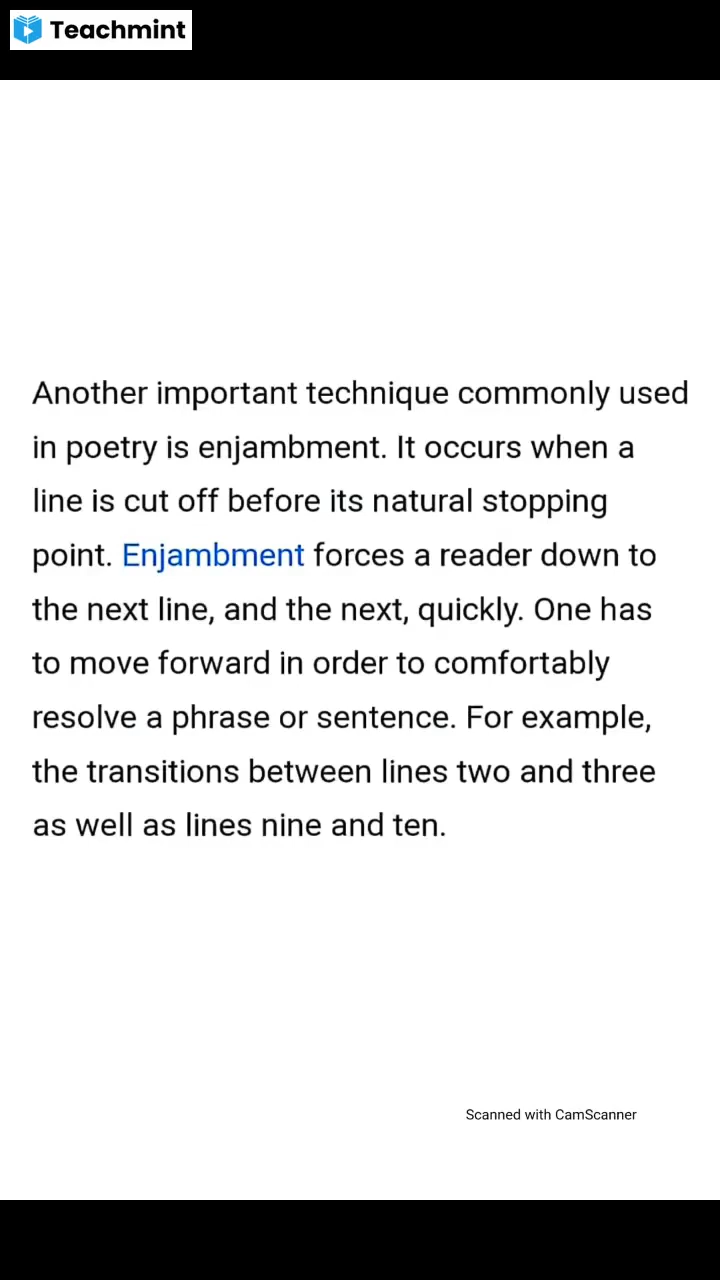 Teachmint
Another important technique commonly used
in poetry is enjambment. It occurs when a
line is cut off before its natural stopping
point. Enjambment forces a reader down to
the next line, and the next, quickly. One has
to move forward in order to comfortably
resolve a phrase or sentence. For example,
the transitions between lines two and three
as well as lines nine and ten.
Scanned with CamScanner